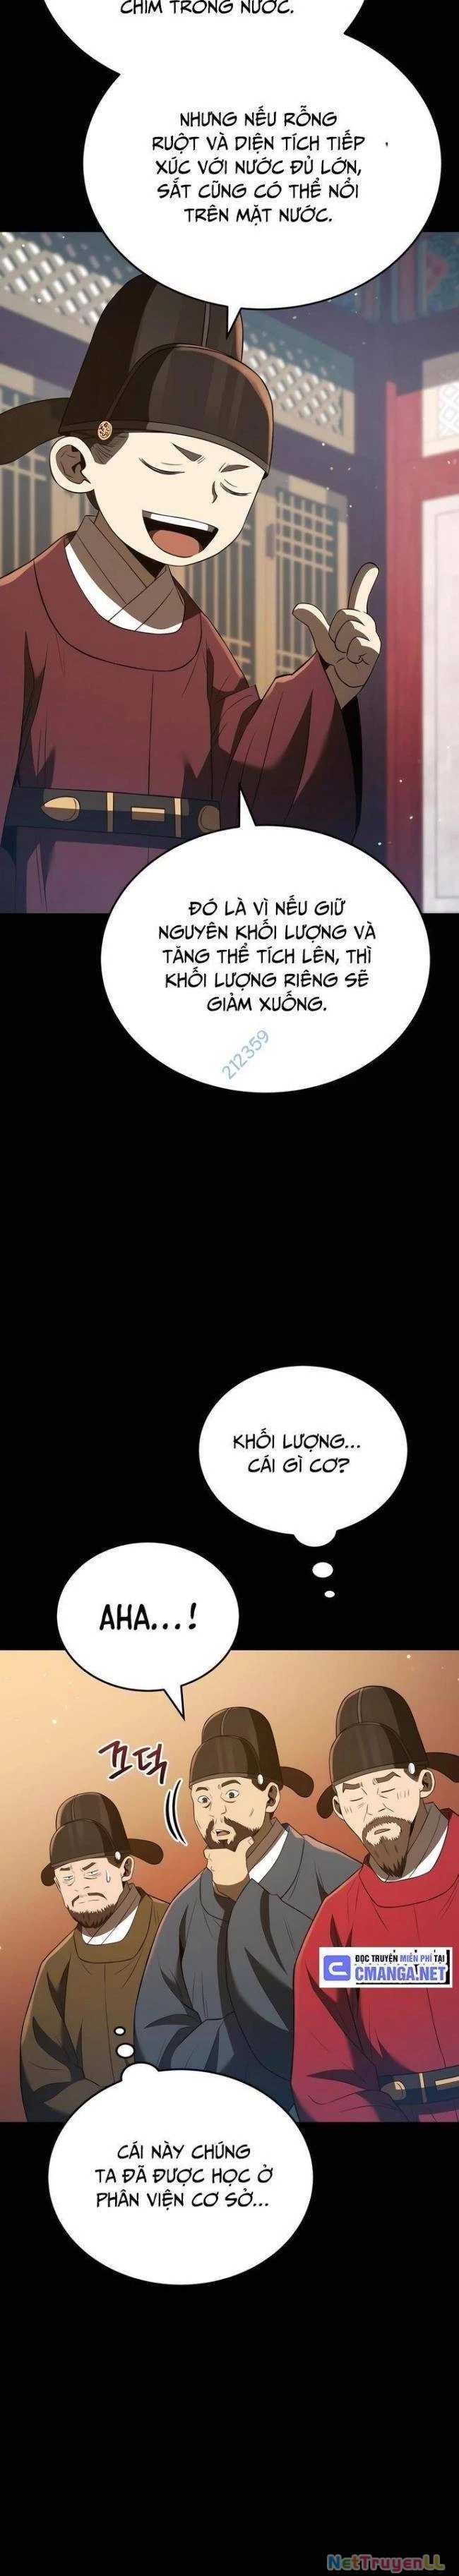 CHÌM TRONG NƯỚC.
NHƯNG NẾU RỖNG
RUỘT VÀ DIỆN TÍCH TIẾP
XÚC VỚI NƯỚC ĐỦ LỚN,
SẮT CŨNG CÓ THỂ NỔI
TRÊN MẶT NƯỚC.
ĐÓ LÀ VÌ NẾU GIỮ
NGUYÊN KHỐI LƯỢNG VÀ
TĂNG THỂ TÍCH LÊN, THÌ
KHỐI LƯỢNG RIÊNG SẼ
GIẢM XUỐNG.
212359
KHỐI LƯỢNG...
CÁI GÌ CƠ?
AHA...!
끄덕
ĐỌC TRUYỆN MIỄN PHÍ TẠI
CMANGA.NET
CÁI NÀY CHÚNG
TA ĐÃ ĐƯỢC HỌC Ở
PHÂN VIỆN CƠ SỞ...
NetTruyenLL